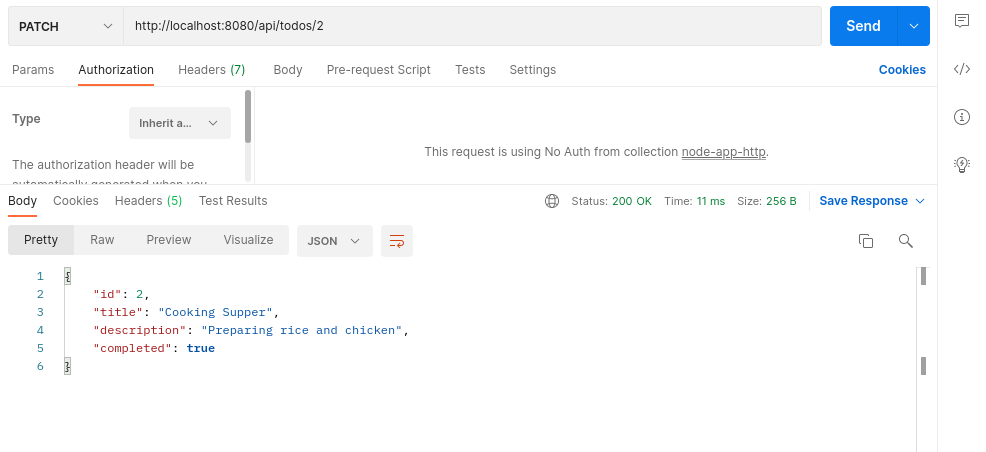 PATCH http://localhost:8080/api/todos/2 Send
Params Authorization Headers (7) Body Pre-request Script Tests Settings Cookies
Type Inherit a...
This request is using No Auth from collection node-app-http.
The authorization header will be
automatically generated when you
Body Cookies Headers (5) Test Results Status: 200 OK Time: 11 ms Size: 256 B Save Response
Pretty Raw Preview Visualize JSON
1 {
2 "id": 2,
3 "title": "Cooking Supper",
4 "description": "Preparing rice and chicken",
5 "completed": true
6 }